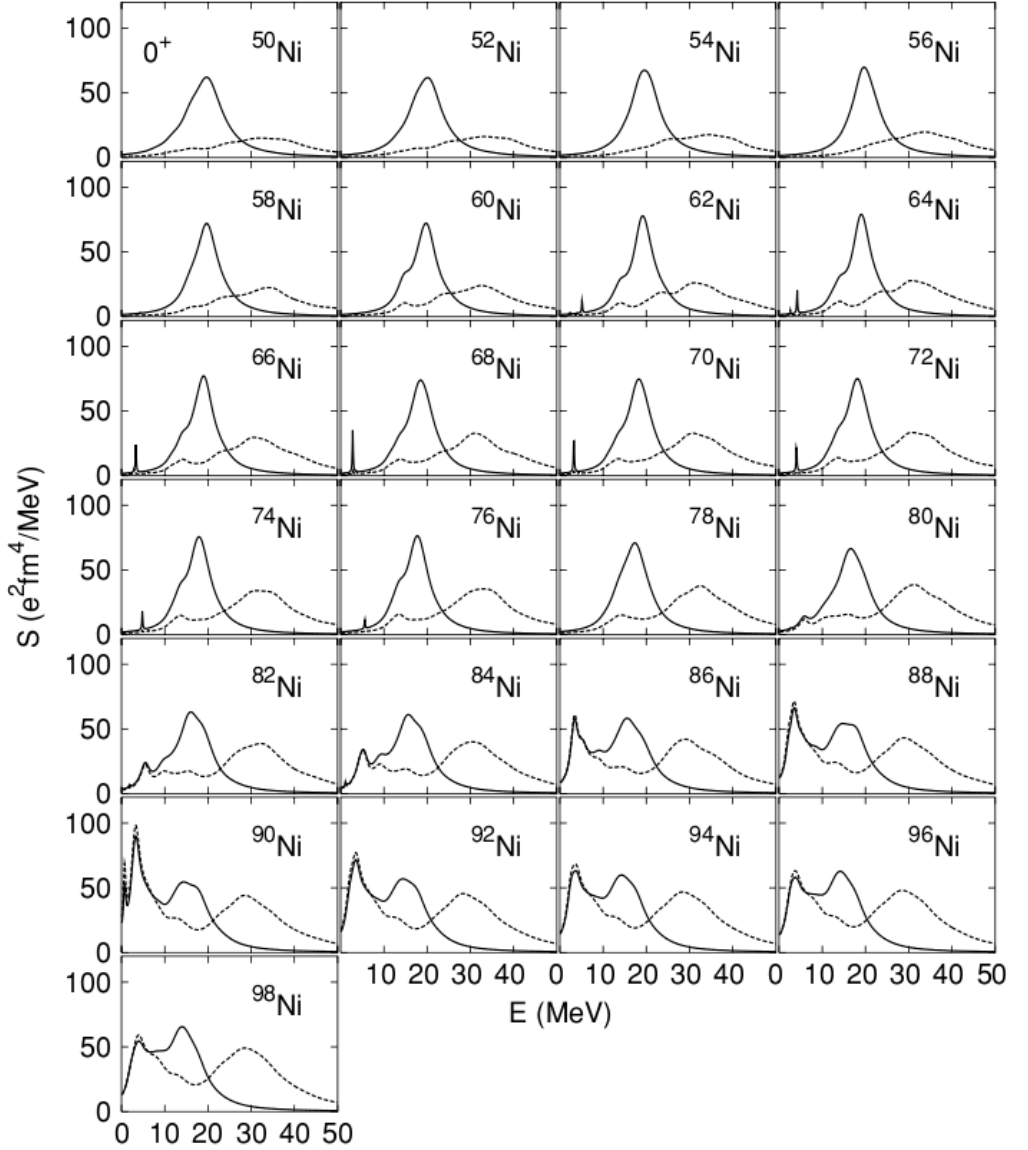 100
0⁺ ⁵⁰Ni ⁵²Ni ⁵⁴Ni ⁵⁶Ni
50
0
100
⁵⁸Ni ⁶⁰Ni ⁶²Ni ⁶⁴Ni
50
0
100
⁶⁶Ni ⁶⁸Ni ⁷⁰Ni ⁷²Ni
50
0
S (e²fm⁴/MeV)
100
⁷⁴Ni ⁷⁶Ni ⁷⁸Ni ⁸⁰Ni
50
0
100
⁸²Ni ⁸⁴Ni ⁸⁶Ni ⁸⁸Ni
50
0
100
⁹⁰Ni ⁹²Ni ⁹⁴Ni ⁹⁶Ni
50
0
10 20 30 40 0 10 20 30 40 0 10 20 30 40 50
E (MeV)
100
⁹⁸Ni
50
0
0 10 20 30 40 50